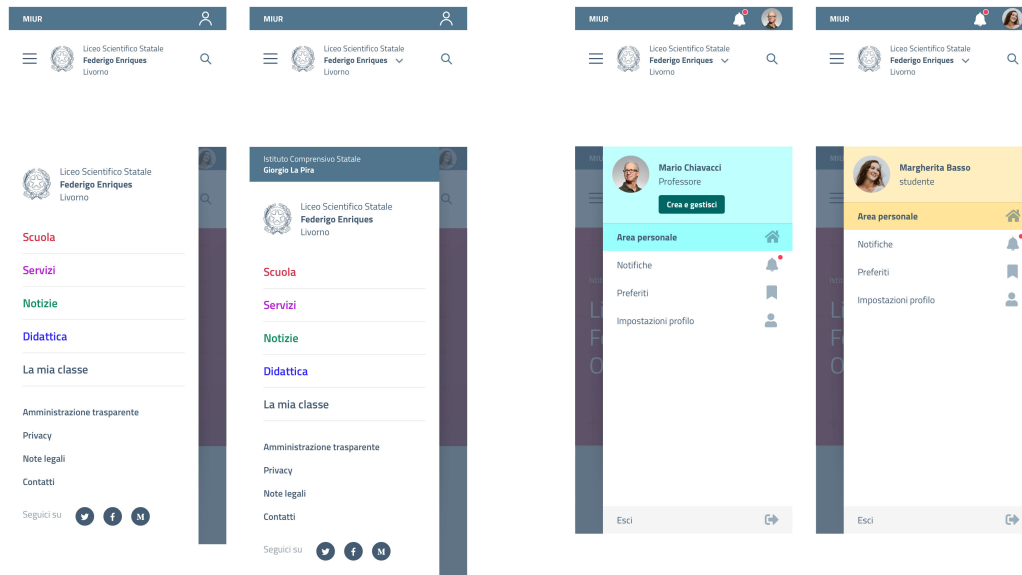 MIUR
Liceo Scientifico Statale
Federigo Enriques
Livorno
MIUR
Liceo Scientifico Statale
Federigo Enriques
Livorno
MIUR
Liceo Scientifico Statale
Federigo Enriques
Livorno
MIUR
Liceo Scientifico Statale
Federigo Enriques
Livorno
Liceo Scientifico Statale
Federigo Enriques
Livorno
Scuola
Servizi
Notizie
Didattica
La mia classe
Amministrazione trasparente
Privacy
Note legali
Contatti
Seguici su
Istituto Comprensivo Statale
Giorgio La Pira
Liceo Scientifico Statale
Federigo Enriques
Livorno
Scuola
Servizi
Notizie
Didattica
La mia classe
Amministrazione trasparente
Privacy
Note legali
Contatti
Seguici su
Mario Chiavacci
Professore
Crea e gestisci
Area personale
Notifiche
Preferiti
Impostazioni profilo
Esci
Margherita Basso
studente
Area personale
Notifiche
Preferiti
Impostazioni profilo
Esci